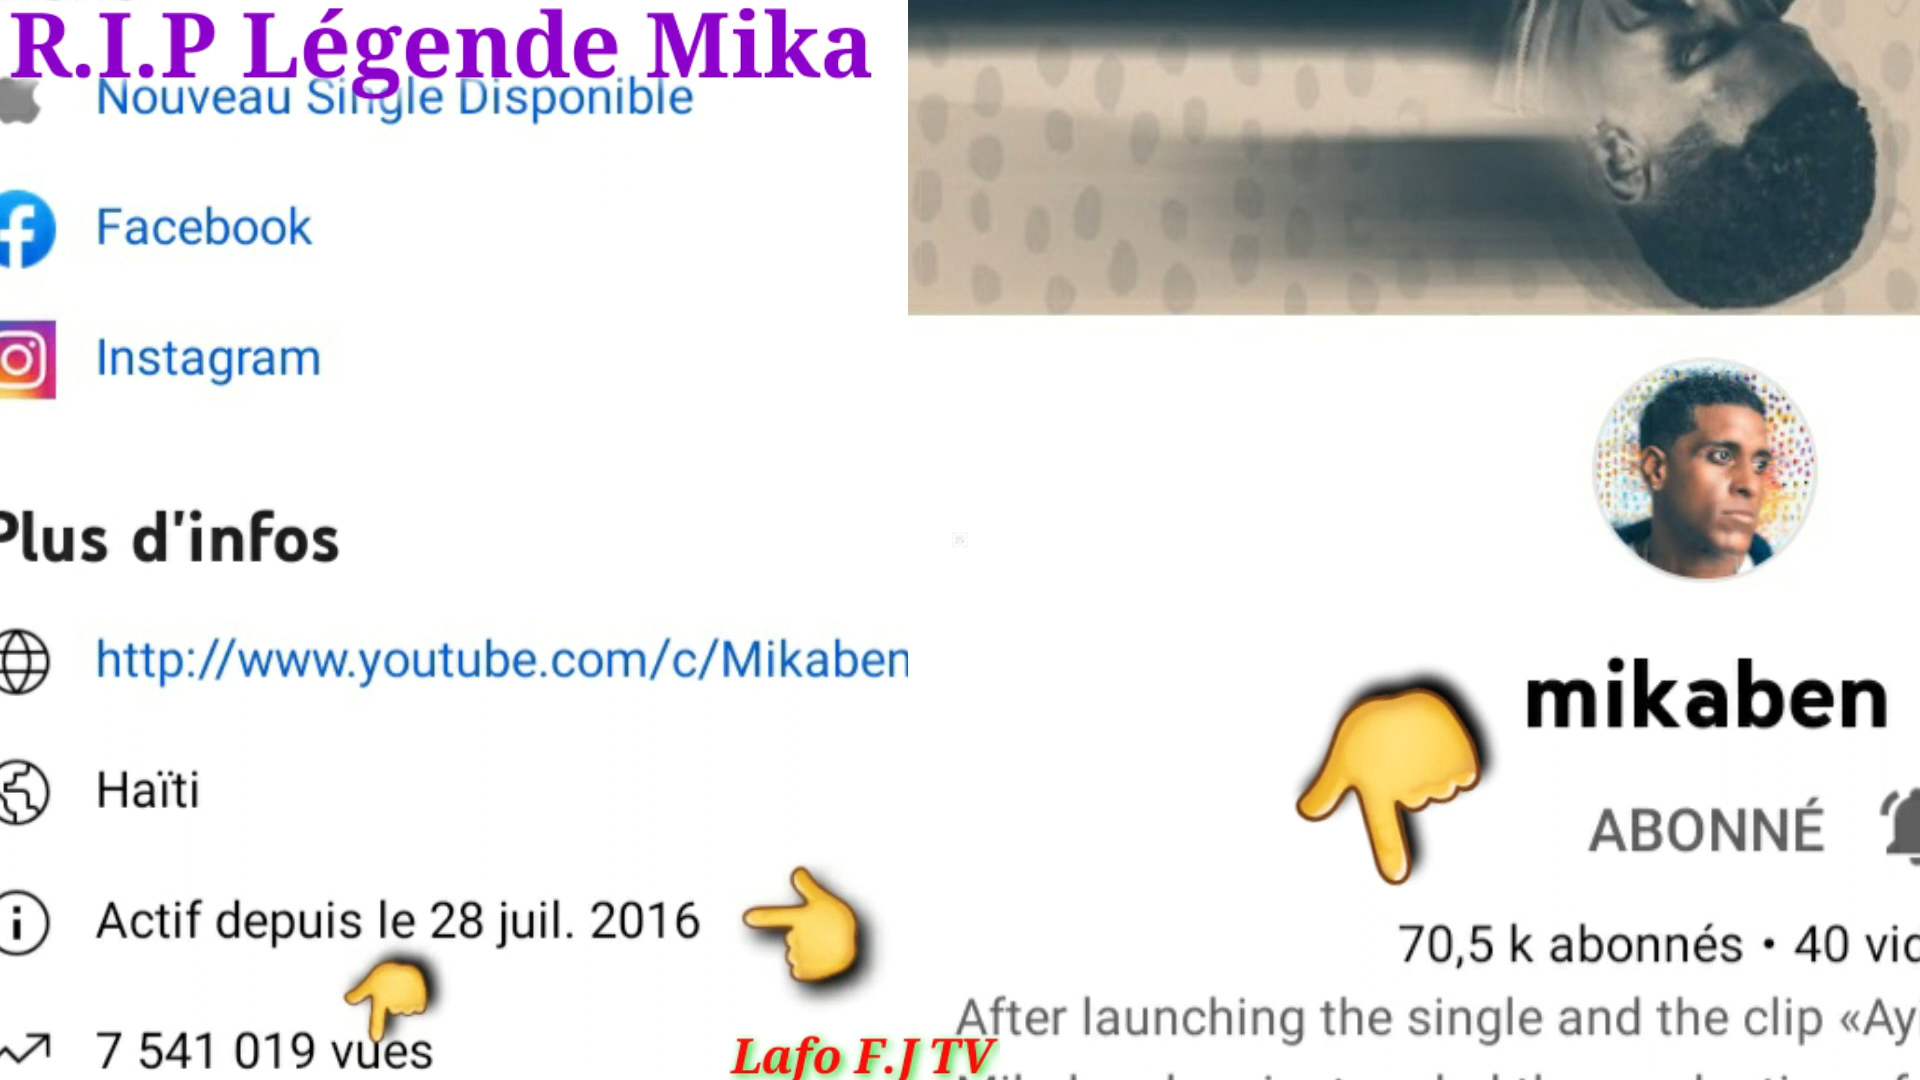 R.I.P Légende Mika
Nouveau Single Disponible
Facebook
Instagram
Plus d'infos
http://www.youtube.com/c/Mikaben
Haïti
Actif depuis le 28 juil. 2016
7 541 019 vues
Lafo F.J TV
mikaben
ABONNÉ
70,5 k abonnés • 40
After launching the single and the clip «Ay